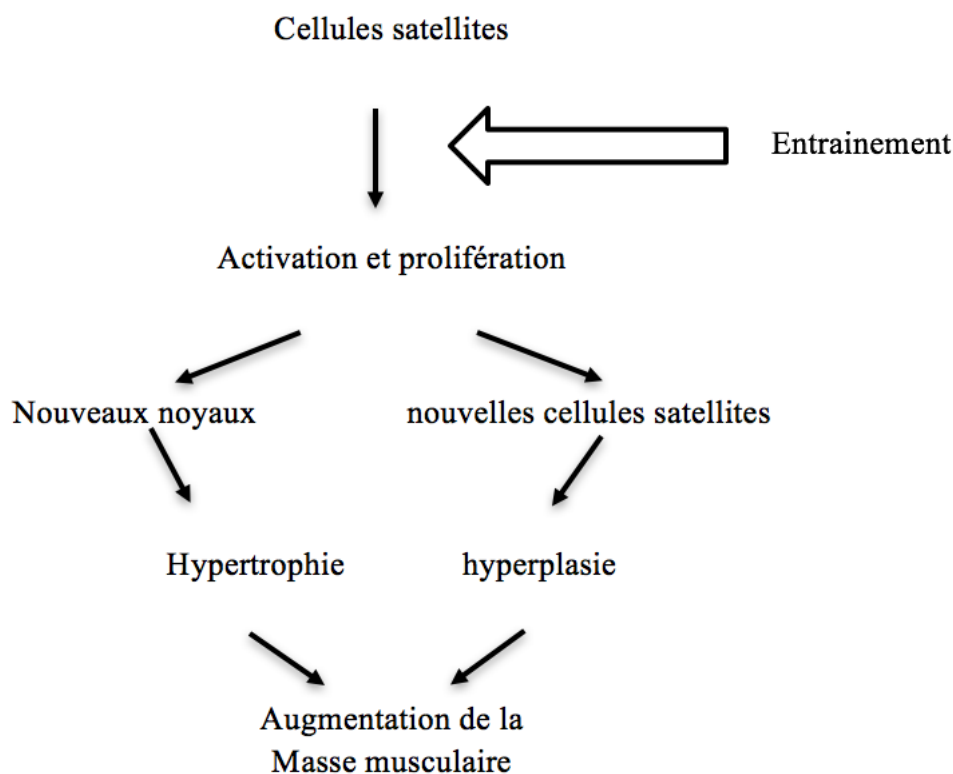 Cellules satellites
Entrainement
Activation et prolifération
Nouveaux noyaux
nouvelles cellules satellites
Hypertrophie
hyperplasie
Augmentation de la
Masse musculaire